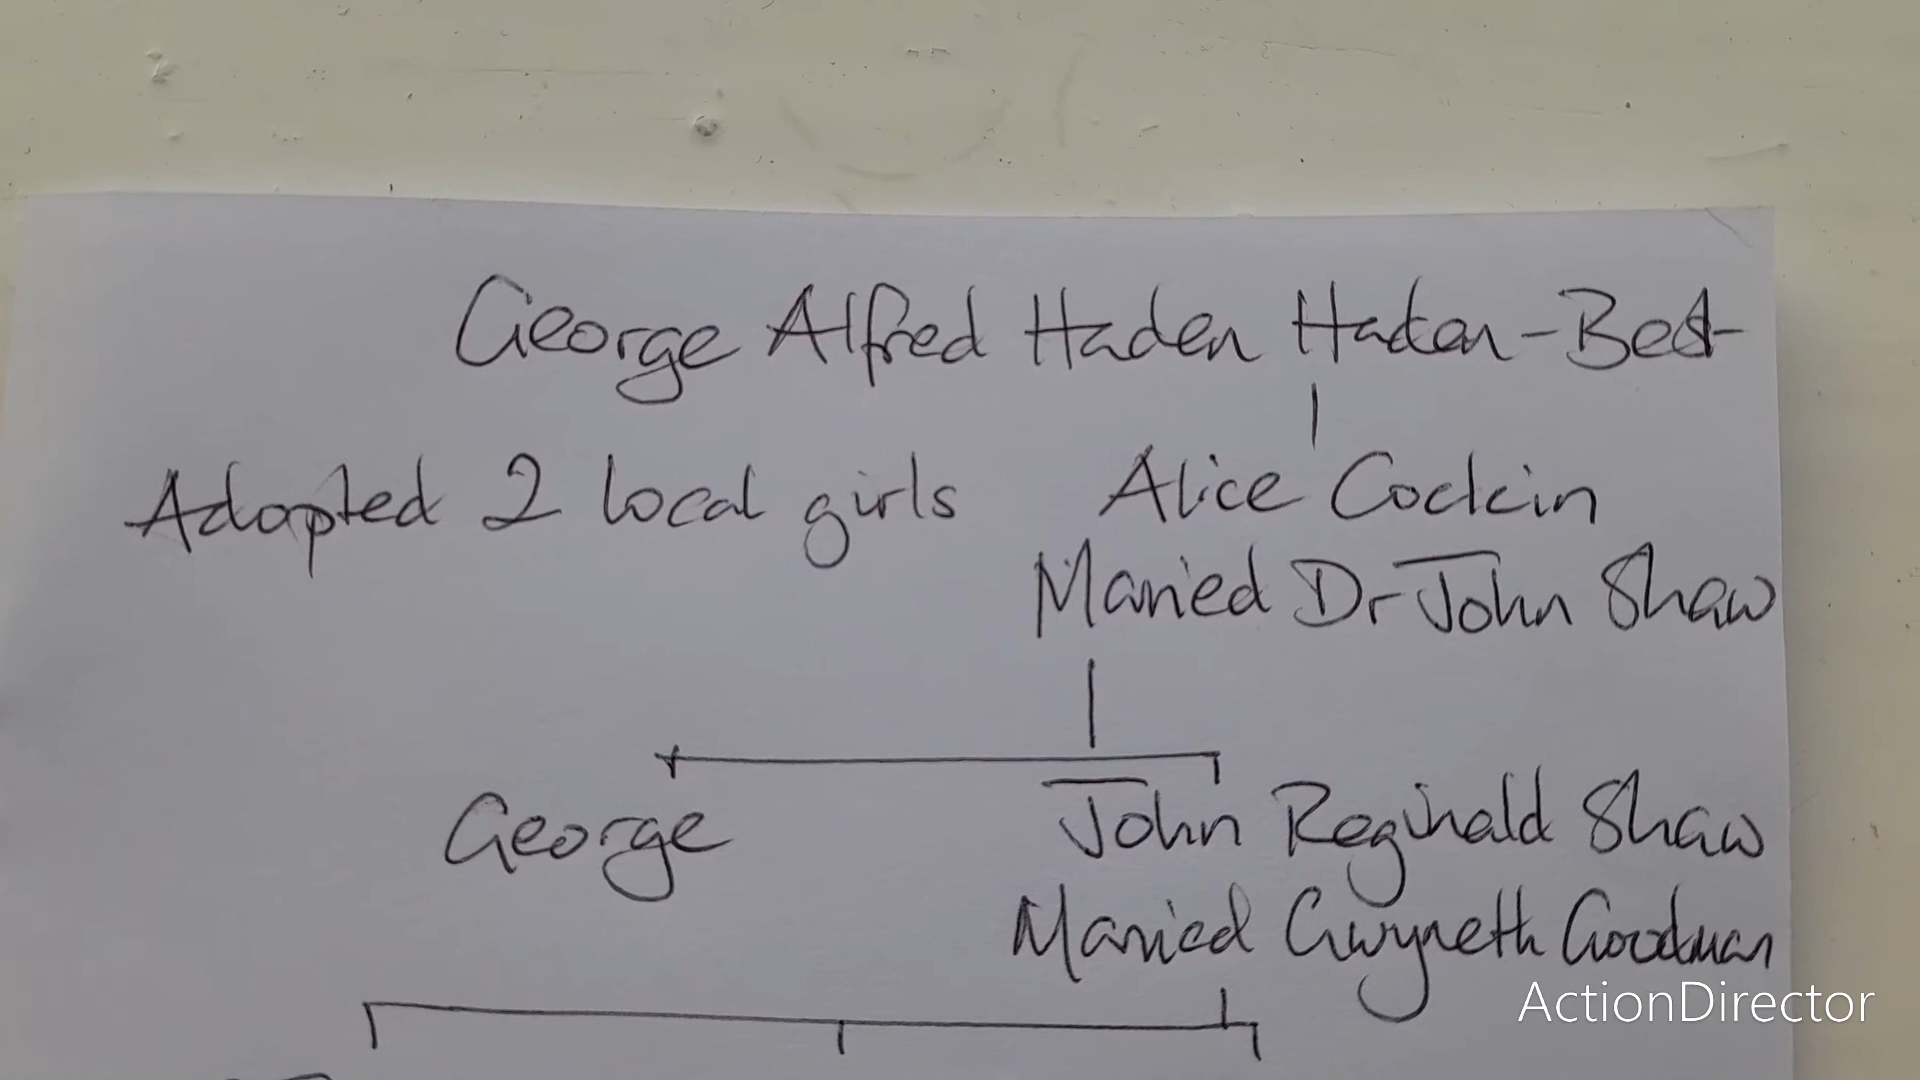 George Alfred Haden Haden-Best
Adopted 2 local girls Alice Cockin
Married Dr John Shaw
George John Reginald Shaw
Married Gwyneth Goodman
ActionDirector